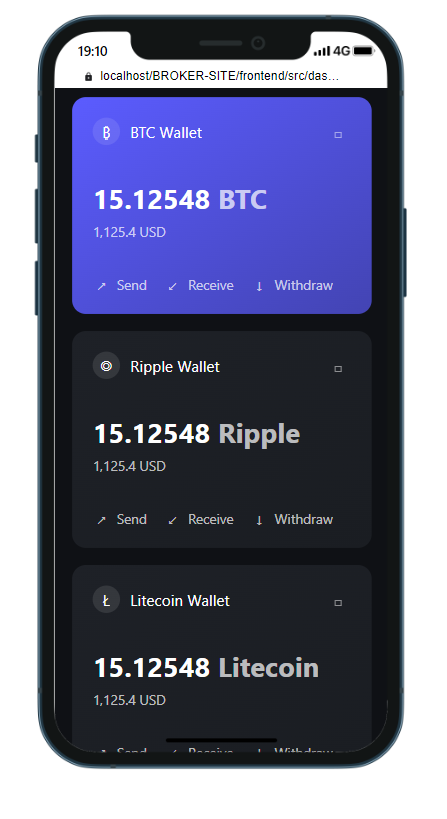 19:10
4G
localhost/BROKER-SITE/frontend/src/das…
₿ BTC Wallet
15.12548 BTC
1,125.4 USD
↗ Send ↙ Receive ↓ Withdraw
Ripple Wallet
15.12548 Ripple
1,125.4 USD
↗ Send ↙ Receive ↓ Withdraw
Ł Litecoin Wallet
15.12548 Litecoin
1,125.4 USD
Send Receive Withdraw